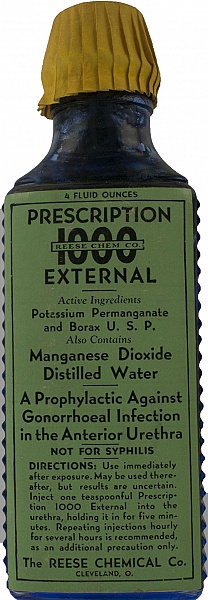 4 FLUID OUNCES
PRESCRIPTION
1000
REESE CHEM CO.
EXTERNAL
Active Ingredients
Potassium Permanganate
and Borax U. S. P.
Also Contains
Manganese Dioxide
Distilled Water
A Prophylactic Against
Gonorrhoeal Infection
in the Anterior Urethra
NOT FOR SYPHILIS
DIRECTIONS: Use immediately
after exposure. May be used there-
after, but results are uncertain.
Inject one teaspoonful Prescrip-
tion 1000 External into the
urethra, holding it in for five min-
utes. Repeating injections hourly
for several hours is recommended,
as an additional precaution only.
The REESE CHEMICAL Co.
CLEVELAND, O.